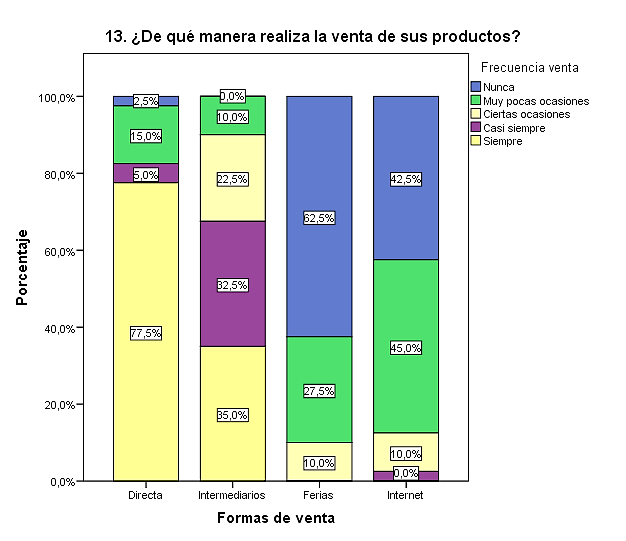 13. ¿De qué manera realiza la venta de sus productos?
Frecuencia venta
Nunca
Muy pocas ocasiones
Ciertas ocasiones
Casi siempre
Siempre
Porcentaje
100,0%
80,0%
60,0%
40,0%
20,0%
0,0%
2,5%
15,0%
5,0%
77,5%
0,0%
10,0%
22,5%
32,5%
35,0%
62,5%
27,5%
10,0%
42,5%
45,0%
10,0%
0,0%
Directa
Intermediarios
Ferias
Internet
Formas de venta